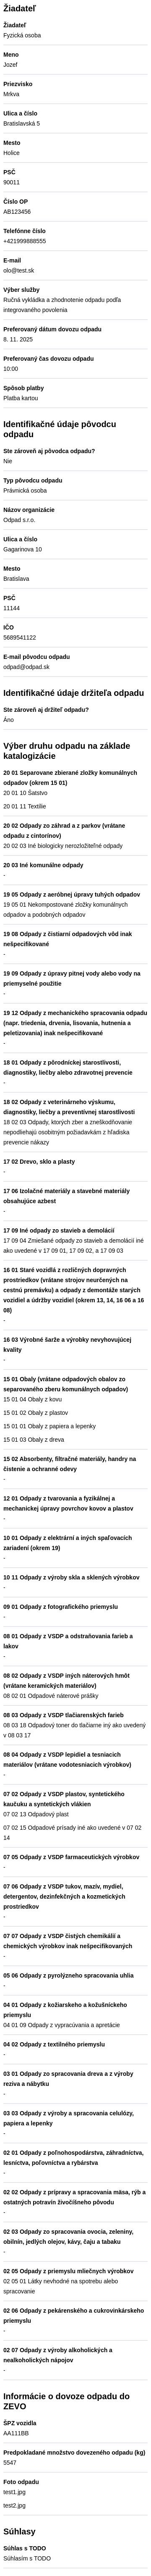 Žiadateľ
Žiadateľ
Fyzická osoba
Meno
Jozef
Priezvisko
Mrkva
Ulica a číslo
Bratislavská 5
Mesto
Holice
PSČ
90011
Číslo OP
AB123456
Telefónne číslo
+421999888555
E-mail
olo@test.sk
Výber služby
Ručná vykládka a zhodnotenie odpadu podľa
integrovaného povolenia
Preferovaný dátum dovozu odpadu
8. 11. 2025
Preferovaný čas dovozu odpadu
10:00
Spôsob platby
Platba kartou
Identifikačné údaje pôvodcu
odpadu
Ste zároveň aj pôvodca odpadu?
Nie
Typ pôvodcu odpadu
Právnická osoba
Názov organizácie
Odpad s.r.o.
Ulica a číslo
Gagarinova 10
Mesto
Bratislava
PSČ
11144
IČO
5689541122
E-mail pôvodcu odpadu
odpad@odpad.sk
Identifikačné údaje držiteľa odpadu
Ste zároveň aj držiteľ odpadu?
Áno
Výber druhu odpadu na základe
katalogizácie
20 01 Separovane zbierané zložky komunálnych
odpadov (okrem 15 01)
20 01 10 Šatstvo
20 01 11 Textílie
20 02 Odpady zo záhrad a z parkov (vrátane
odpadu z cintorínov)
20 02 03 Iné biologicky nerozložiteľné odpady
20 03 Iné komunálne odpady
-
19 05 Odpady z aeróbnej úpravy tuhých odpadov
19 05 01 Nekompostované zložky komunálnych
odpadov a podobných odpadov
19 08 Odpady z čistiarní odpadových vôd inak
nešpecifikované
-
19 09 Odpady z úpravy pitnej vody alebo vody na
priemyselné použitie
-
19 12 Odpady z mechanického spracovania odpadu
(napr. triedenia, drvenia, lisovania, hutnenia a
peletizovania) inak nešpecifikované
-
18 01 Odpady z pôrodníckej starostlivosti,
diagnostiky, liečby alebo zdravotnej prevencie
-
18 02 Odpady z veterinárneho výskumu,
diagnostiky, liečby a preventívnej starostlivosti
18 02 03 Odpady, ktorých zber a zneškodňovanie
nepodliehajú osobitným požiadavkám z hľadiska
prevencie nákazy
17 02 Drevo, sklo a plasty
-
17 06 Izolačné materiály a stavebné materiály
obsahujúce azbest
-
17 09 Iné odpady zo stavieb a demolácií
17 09 04 Zmiešané odpady zo stavieb a demolácií iné
ako uvedené v 17 09 01, 17 09 02, a 17 09 03
16 01 Staré vozidlá z rozličných dopravných
prostriedkov (vrátane strojov neurčených na
cestnú premávku) a odpady z demontáže starých
vozidiel a údržby vozidiel (okrem 13, 14, 16 06 a 16
08)
-
16 03 Výrobné šarže a výrobky nevyhovujúcej
kvality
-
15 01 Obaly (vrátane odpadových obalov zo
separovaného zberu komunálnych odpadov)
15 01 04 Obaly z kovu
15 01 02 Obaly z plastov
15 01 01 Obaly z papiera a lepenky
15 01 03 Obaly z dreva
15 02 Absorbenty, filtračné materiály, handry na
čistenie a ochranné odevy
-
12 01 Odpady z tvarovania a fyzikálnej a
mechanickej úpravy povrchov kovov a plastov
-
10 01 Odpady z elektrární a iných spaľovacích
zariadení (okrem 19)
-
10 11 Odpady z výroby skla a sklených výrobkov
-
09 01 Odpady z fotografického priemyslu
-
08 01 Odpady z VSDP a odstraňovania farieb a
lakov
-
08 02 Odpady z VSDP iných náterových hmôt
(vrátane keramických materiálov)
08 02 01 Odpadové náterové prášky
08 03 Odpady z VSDP tlačiarenských farieb
08 03 18 Odpadový toner do tlačiarne iný ako uvedený
v 08 03 17
08 04 Odpady z VSDP lepidiel a tesniacich
materiálov (vrátane vodotesniacich výrobkov)
-
07 02 Odpady z VSDP plastov, syntetického
kaučuku a syntetických vlákien
07 02 13 Odpadový plast
07 02 15 Odpadové prísady iné ako uvedené v 07 02
14
07 05 Odpady z VSDP farmaceutických výrobkov
-
07 06 Odpady z VSDP tukov, mazív, mydiel,
detergentov, dezinfekčných a kozmetických
prostriedkov
-
07 07 Odpady z VSDP čistých chemikálií a
chemických výrobkov inak nešpecifikovaných
-
05 06 Odpady z pyrolýzneho spracovania uhlia
-
04 01 Odpady z kožiarskeho a kožušníckeho
priemyslu
04 01 09 Odpady z vypracúvania a apretácie
04 02 Odpady z textilného priemyslu
-
03 01 Odpady zo spracovania dreva a z výroby
reziva a nábytku
-
03 03 Odpady z výroby a spracovania celulózy,
papiera a lepenky
-
02 01 Odpady z poľnohospodárstva, záhradníctva,
lesníctva, poľovníctva a rybárstva
-
02 02 Odpady z prípravy a spracovania mäsa, rýb a
ostatných potravín živočíšneho pôvodu
-
02 03 Odpady zo spracovania ovocia, zeleniny,
obilnín, jedlých olejov, kávy, čaju a tabaku
-
02 05 Odpady z priemyslu mliečnych výrobkov
02 05 01 Látky nevhodné na spotrebu alebo
spracovanie
02 06 Odpady z pekárenského a cukrovinkárskeho
priemyslu
-
02 07 Odpady z výroby alkoholických a
nealkoholických nápojov
-
Informácie o dovoze odpadu do
ZEVO
ŠPZ vozidla
AA111BB
Predpokladané množstvo dovezeného odpadu (kg)
5547
Foto odpadu
test1.jpg
test2.jpg
Súhlasy
Súhlas s TODO
Súhlasím s TODO